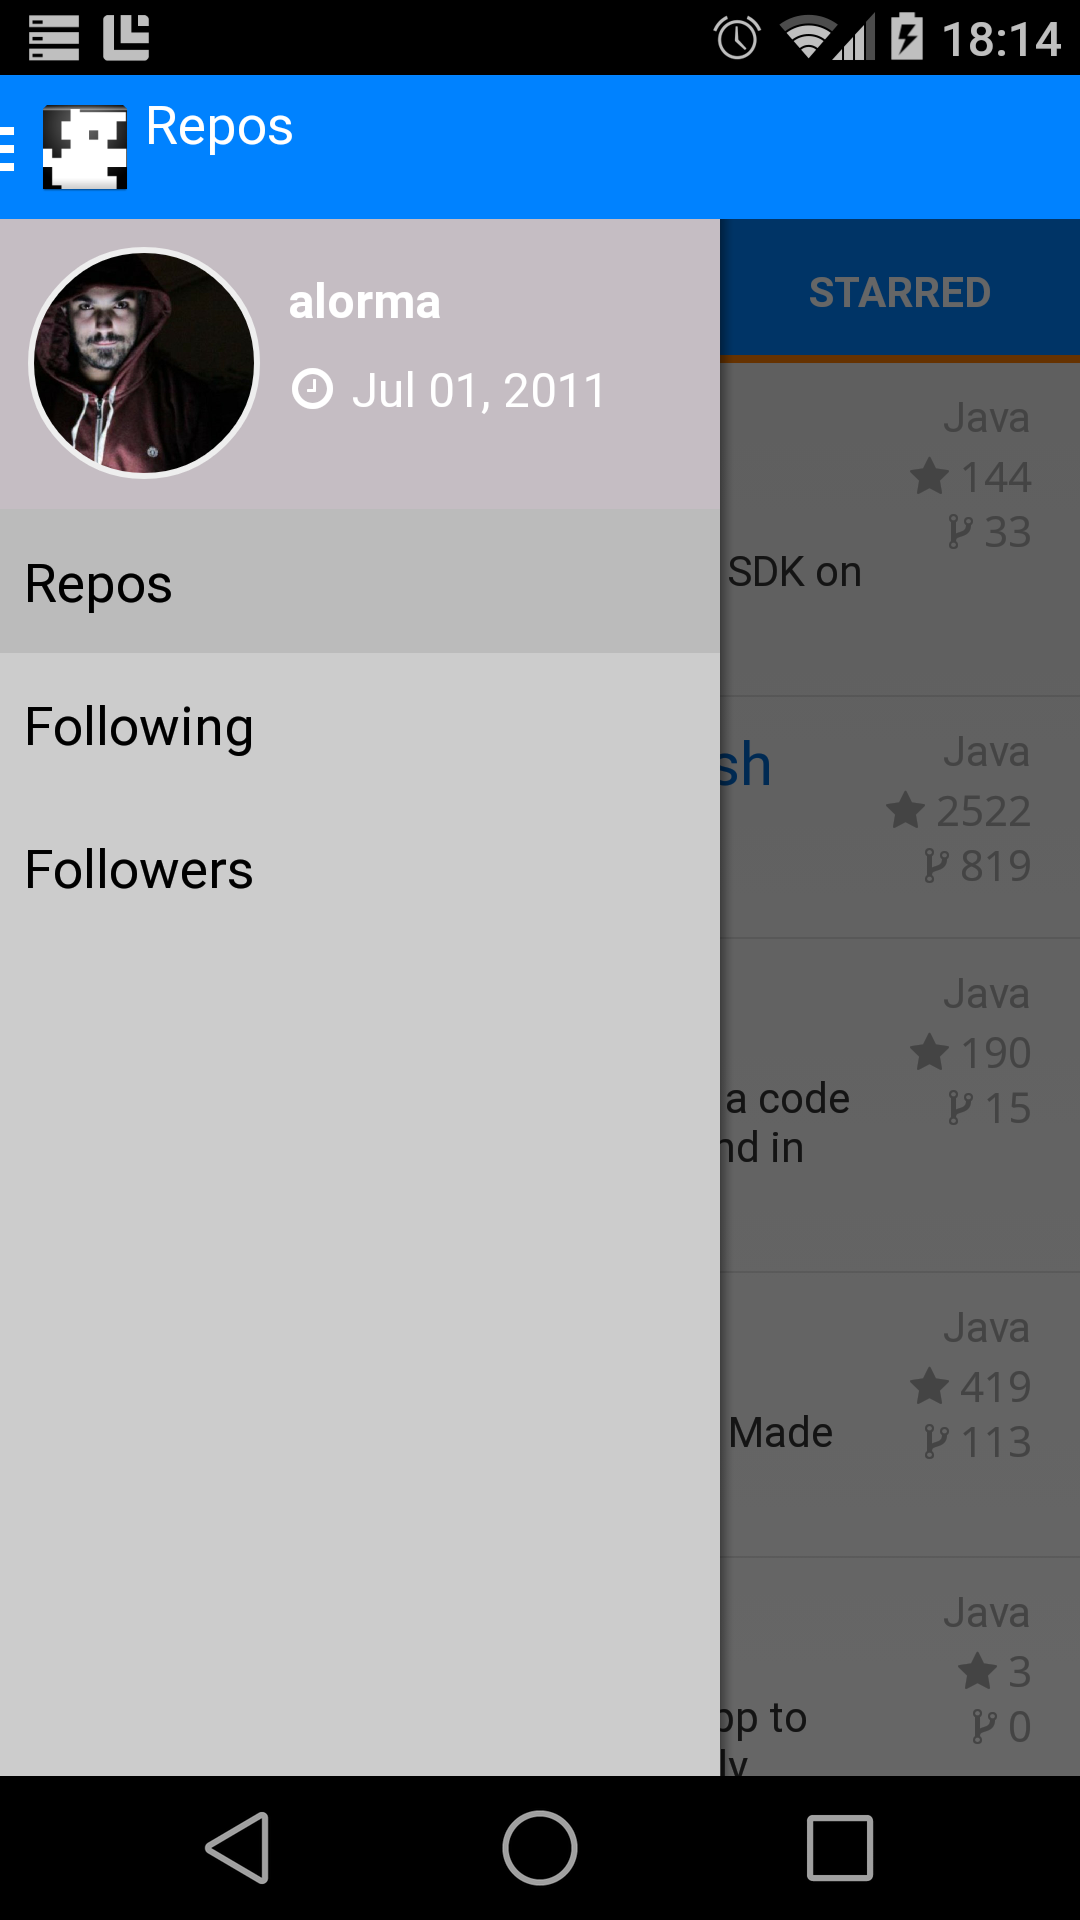 18:14
Repos
alorma
Jul 01, 2011
Repos
Following
Followers
STARRED
Java
144
33
SDK on
sh
Java
2522
819
Java
190
15
a code
nd in
Java
419
113
Made
Java
3
0
pp to
ly